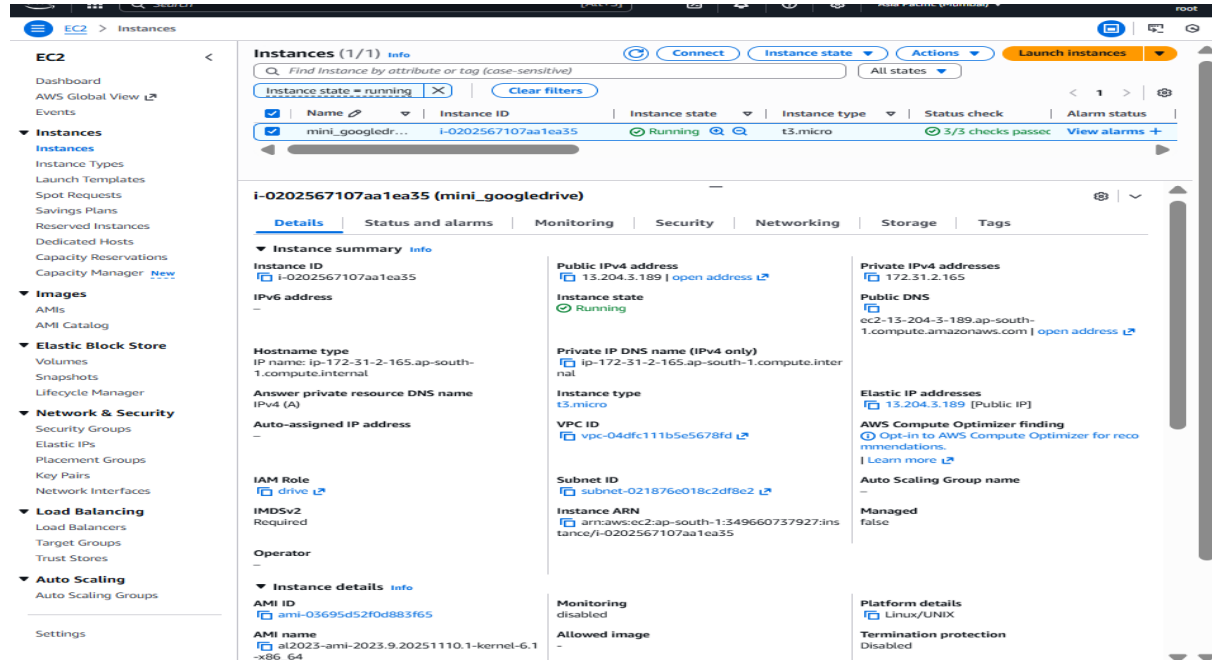 Search
[Alt+S]
Asia Pacific (Mumbai)
root
EC2 > Instances
EC2
Dashboard
AWS Global View
Events
Instances
Instances
Instance Types
Launch Templates
Spot Requests
Savings Plans
Reserved Instances
Dedicated Hosts
Capacity Reservations
Capacity Manager New
Images
AMIs
AMI Catalog
Elastic Block Store
Volumes
Snapshots
Lifecycle Manager
Network & Security
Security Groups
Elastic IPs
Placement Groups
Key Pairs
Network Interfaces
Load Balancing
Load Balancers
Target Groups
Trust Stores
Auto Scaling
Auto Scaling Groups
Settings
Instances (1/1) Info
Connect
Instance state
Actions
Launch instances
Find Instance by attribute or tag (case-sensitive)
All states
Instance state = running
Clear filters
1
Name Instance ID Instance state Instance type Status check Alarm status
mini_googledr... i-0202567107aa1ea35 Running t3.micro 3/3 checks passec View alarms +
i-0202567107aa1ea35 (mini_googledrive)
Details Status and alarms Monitoring Security Networking Storage Tags
Instance summary Info
Instance ID
i-0202567107aa1ea35
Public IPv4 address
13.204.3.189 | open address
Private IPv4 addresses
172.31.2.165
IPv6 address
–
Instance state
Running
Public DNS
ec2-13-204-3-189.ap-south-
1.compute.amazonaws.com | open address
Hostname type
IP name: ip-172-31-2-165.ap-south-
1.compute.internal
Private IP DNS name (IPv4 only)
ip-172-31-2-165.ap-south-1.compute.inter
nal
Answer private resource DNS name
IPv4 (A)
Instance type
t3.micro
Elastic IP addresses
13.204.3.189 [Public IP]
Auto-assigned IP address
–
VPC ID
vpc-04dfc111b5e5678fd
AWS Compute Optimizer finding
Opt-in to AWS Compute Optimizer for reco
mmendations.
| Learn more
IAM Role
drive
Subnet ID
subnet-021876e018c2df8e2
Auto Scaling Group name
–
IMDSv2
Required
Instance ARN
arn:aws:ec2:ap-south-1:349660737927:ins
tance/i-0202567107aa1ea35
Managed
false
Operator
–
Instance details Info
AMI ID
ami-03695d52f0d883f65
Monitoring
disabled
Platform details
Linux/UNIX
AMI name
al2023-ami-2023.9.20251110.1-kernel-6.1
-x86_64
Allowed image
-
Termination protection
Disabled